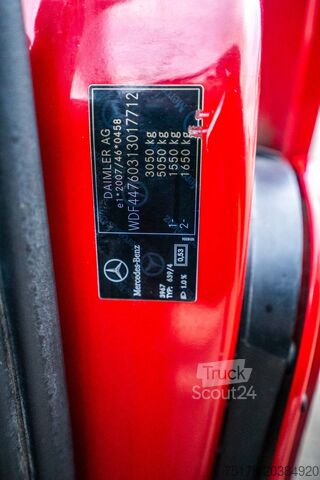 DAIMLER AG
e1*2007/46*0458
WDF44760313017712
3050 kg
5050 kg
1- 1550 kg
2- 1650 kg
Mercedes-Benz
3967
TYP: 639/4
0,53
1.0 %
Truck
Scout24